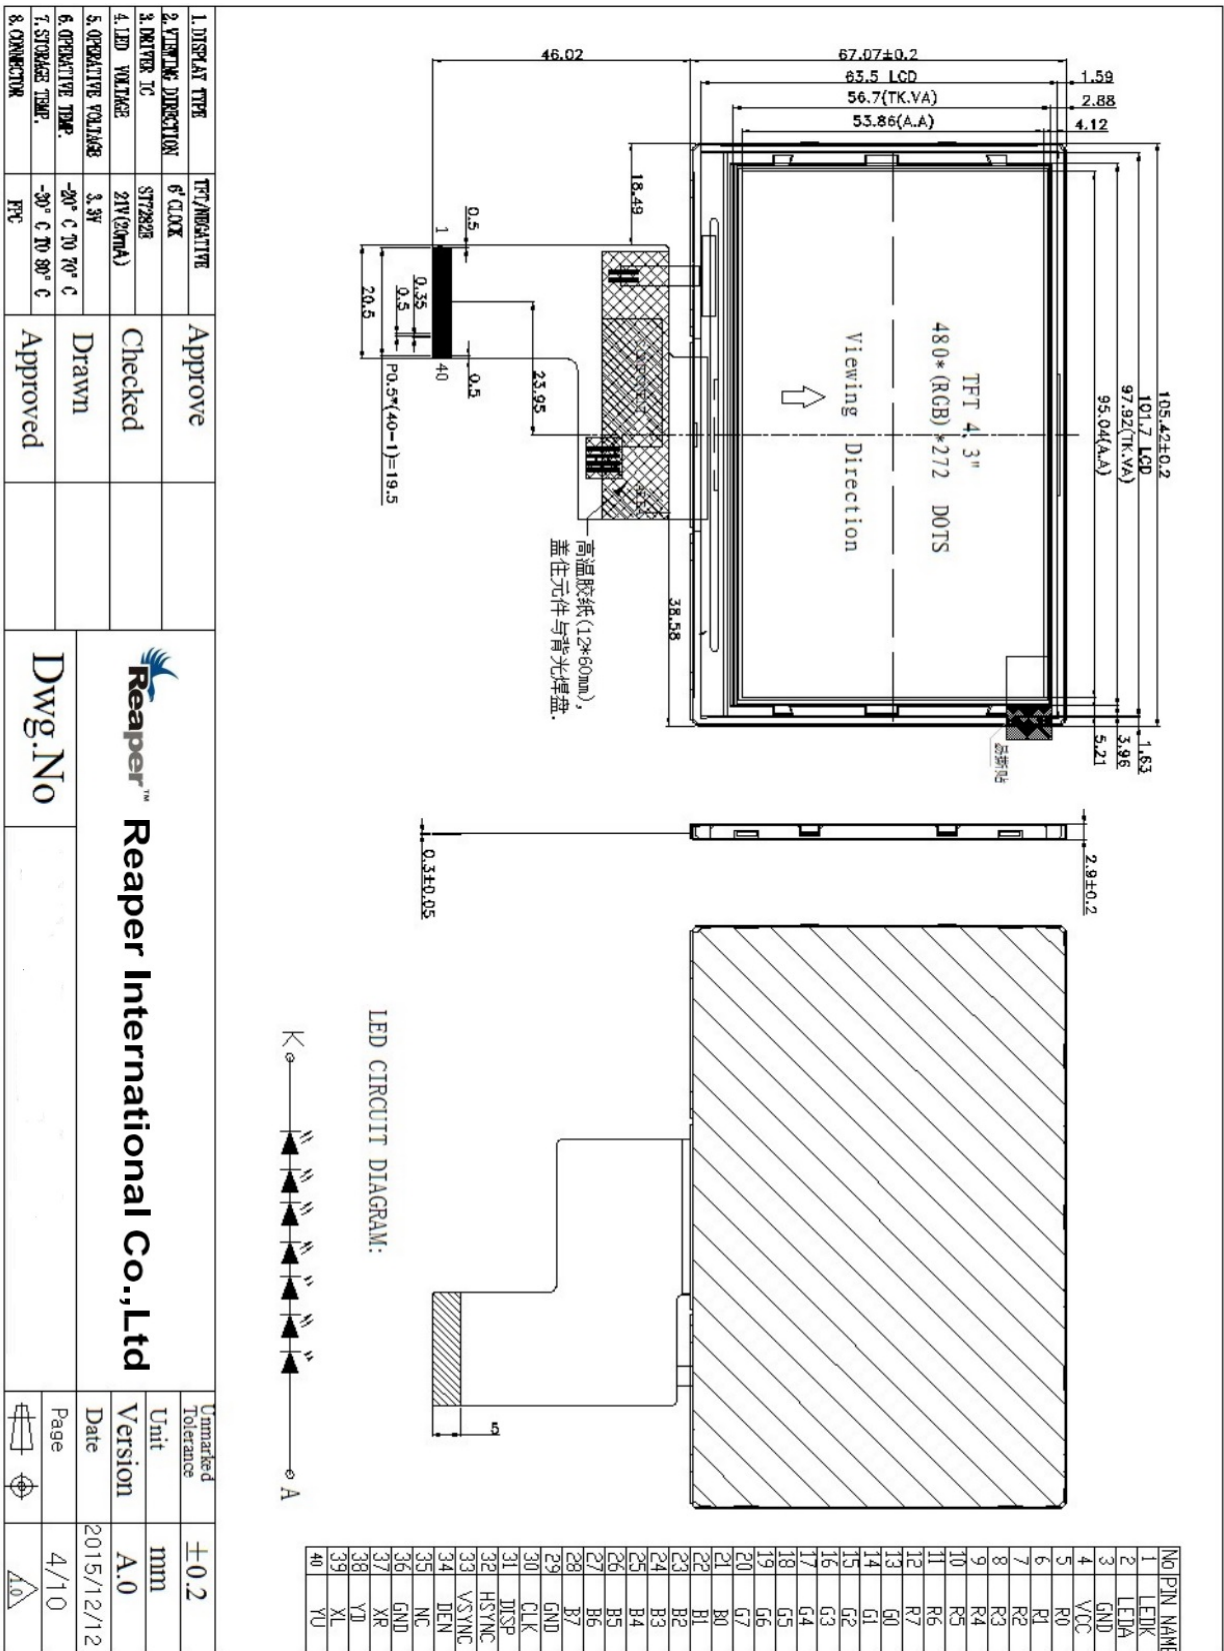 105.42±0.2
101.7 LCD
97.92(TK.VA)
95.04(A.A)
1.63
3.96
5.21
46.02
67.07±0.2
63.5 LCD
56.7(TK.VA)
53.86(A.A)
1.59
2.88
4.12
TFT 4.3"
480*(RGB)*272 DOTS
Viewing Direction
易撕贴
18.49
38.58
23.95
0.5
1
40
0.5
0.35
0.5
20.5
P0.5*(40-1)=19.5
高温胶纸(12*60mm),
盖住元件与背光焊盘.
2.9±0.2
0.3±0.05
5
LED CIRCUIT DIAGRAM:
K
A
No PIN NAME
1 LEDK
2 LEDA
3 GND
4 VCC
5 R0
6 R1
7 R2
8 R3
9 R4
10 R5
11 R6
12 R7
13 G0
14 G1
15 G2
16 G3
17 G4
18 G5
19 G6
20 G7
21 B0
22 B1
23 B2
24 B3
25 B4
26 B5
27 B6
28 B7
29 GND
30 CLK
31 DISP
32 HSYNC
33 VSYNC
34 DEN
35 NC
36 GND
37 XR
38 YD
39 XL
40 YU
1. DISPLAY TYPE TFT/NEGATIVE
2. VIEWING DIRECTION 6' CLOCK
3. DRIVER IC ST7282R
4. LED VOLTAGE 21V(20mA)
5. OPERATIVE VOLTAGE 3.3V
6. OPERATIVE TEMP. -20° C TO 70° C
7. STORAGE TEMP. -30° C TO 80° C
8. CONNECTOR FPC
Approve
Checked
Drawn
Approved
Reaper™ Reaper International Co.,Ltd
Dwg.No
Unmarked Tolerance ±0.2
Unit mm
Version A.0
Date 2015/12/12
Page 4/10